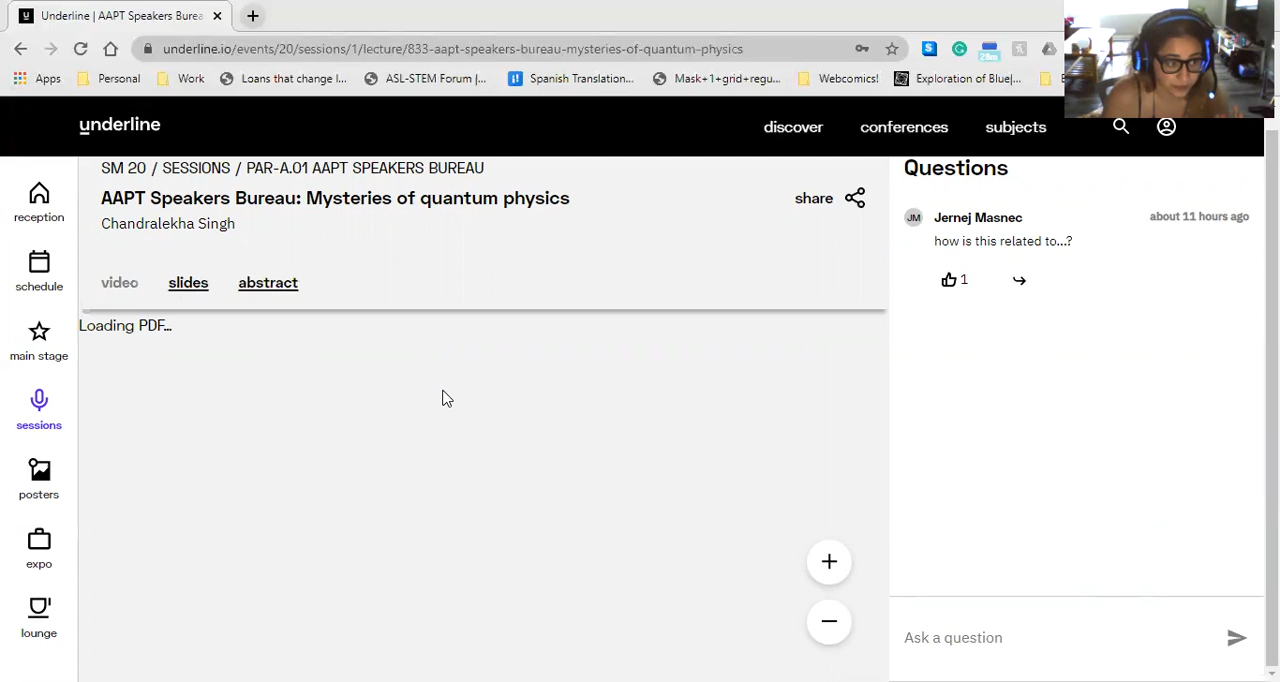 Underline | AAPT Speakers Burea
underline.io/events/20/sessions/1/lecture/833-aapt-speakers-bureau-mysteries-of-quantum-physics
28m
Apps Personal Work Loans that change l... ASL-STEM Forum |... Spanish Translation... Mask+1+grid+regu... Webcomics! Exploration of Blue|...
underline
discover conferences subjects
SM 20 / SESSIONS / PAR-A.01 AAPT SPEAKERS BUREAU
AAPT Speakers Bureau: Mysteries of quantum physics
Chandralekha Singh
share
video slides abstract
Loading PDF...
reception
schedule
main stage
sessions
posters
expo
lounge
Questions
JM Jernej Masnec about 11 hours ago
how is this related to...?
1
Ask a question